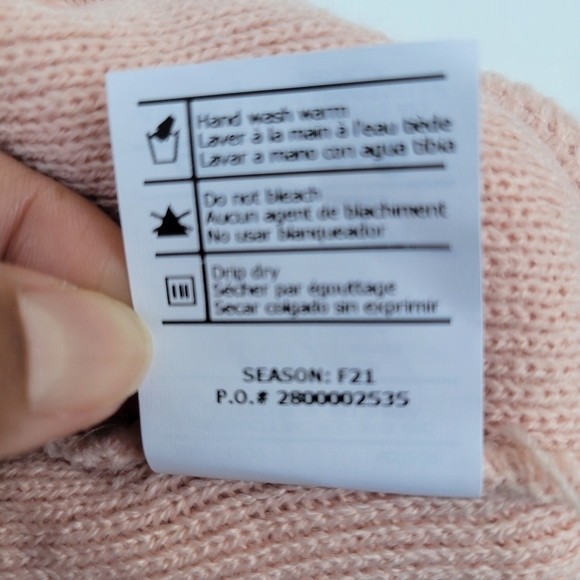 Hand wash warm
Laver à la main à l'eau tiède
Lavar a mano con agua tibia
Do not bleach
Aucun agent de blachiment
No usar blanqueador
Drip dry
Sécher par égouttage
Secar colgado sin exprimir
SEASON: F21
P.O.# 2800002535